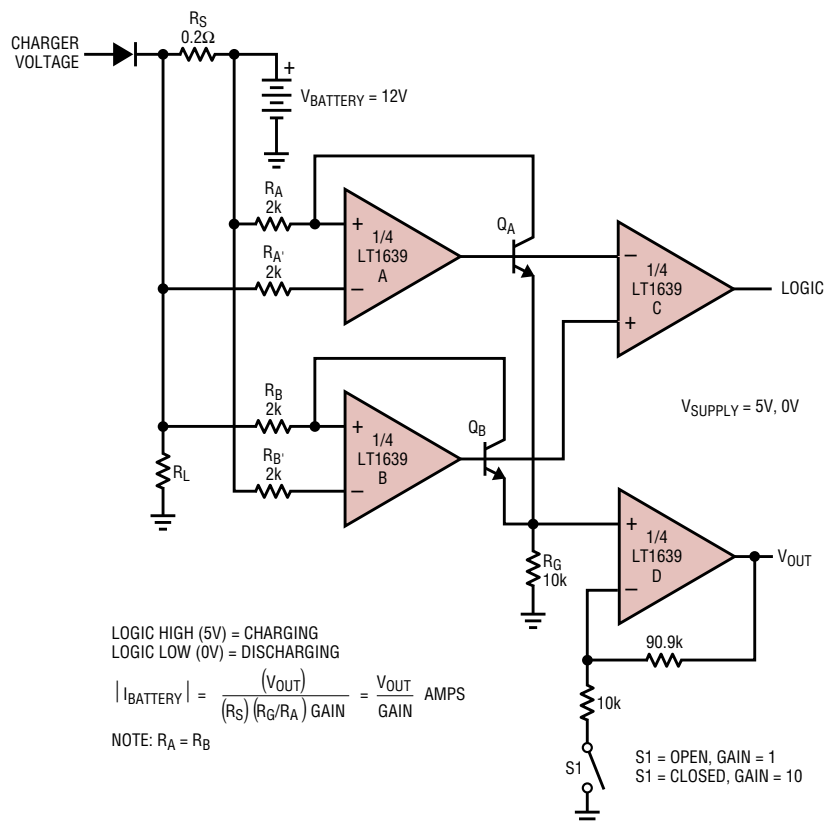 RS
0.2Ω
CHARGER
VOLTAGE
+
VBATTERY = 12V
RA
2k
QA
+
1/4
LT1639
A
–
RA'
2k
–
1/4
LT1639
C
+
LOGIC
RB
2k
QB
+
1/4
LT1639
B
–
VSUPPLY = 5V, 0V
RL
RB'
2k
+
1/4
LT1639
D
–
VOUT
RG
10k
90.9k
10k
LOGIC HIGH (5V) = CHARGING
LOGIC LOW (0V) = DISCHARGING
| IBATTERY | = (VOUT) / (RS) (RG/RA) GAIN = VOUT / GAIN AMPS
NOTE: RA = RB
S1
S1 = OPEN, GAIN = 1
S1 = CLOSED, GAIN = 10